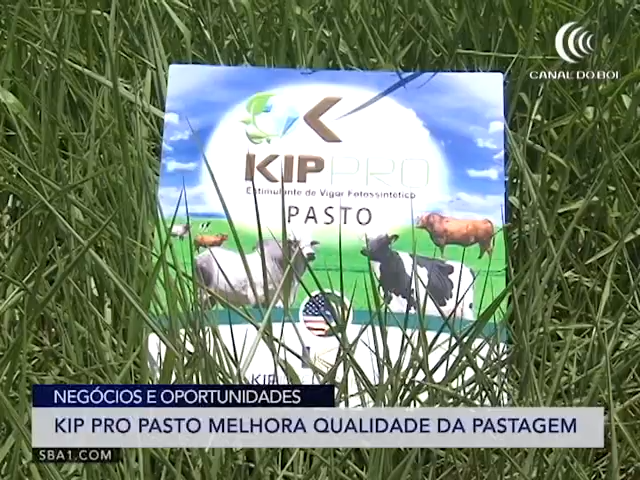 CANAL DO BOI
KIP PRO
Estimulante de Vigor Fotossintético
PASTO
KIP
NEGÓCIOS E OPORTUNIDADES
KIP PRO PASTO MELHORA QUALIDADE DA PASTAGEM
SBA1.COM